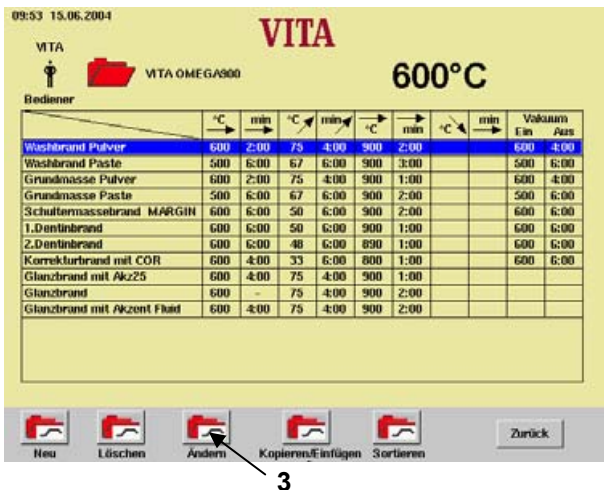 09:53 15.06.2004
VITA
VITA
VITA OMEGA900
600°C
Bediener
°C min °C min °C min °C min Vakuum
Ein Aus
Washbrand Pulver 600 2:00 75 4:00 900 2:00 600 4:00
Washbrand Paste 500 6:00 67 6:00 900 3:00 500 6:00
Grundmasse Pulver 600 2:00 75 4:00 900 1:00 600 4:00
Grundmasse Paste 500 6:00 67 6:00 900 2:00 500 6:00
Schultermassebrand MARGIN 600 6:00 50 6:00 900 2:00 600 6:00
1.Dentinbrand 600 6:00 50 6:00 900 1:00 600 6:00
2.Dentinbrand 600 6:00 48 6:00 890 1:00 600 6:00
Korrekturbrand mit COR 600 4:00 33 6:00 800 1:00 600 6:00
Glanzbrand mit Akz25 600 4:00 75 4:00 900 1:00
Glanzbrand 600 - 75 4:00 900 2:00
Glanzbrand mit Akzent Fluid 600 4:00 75 4:00 900 2:00
Neu Löschen Ändern Kopieren/Einfügen Sortieren Zurück
3